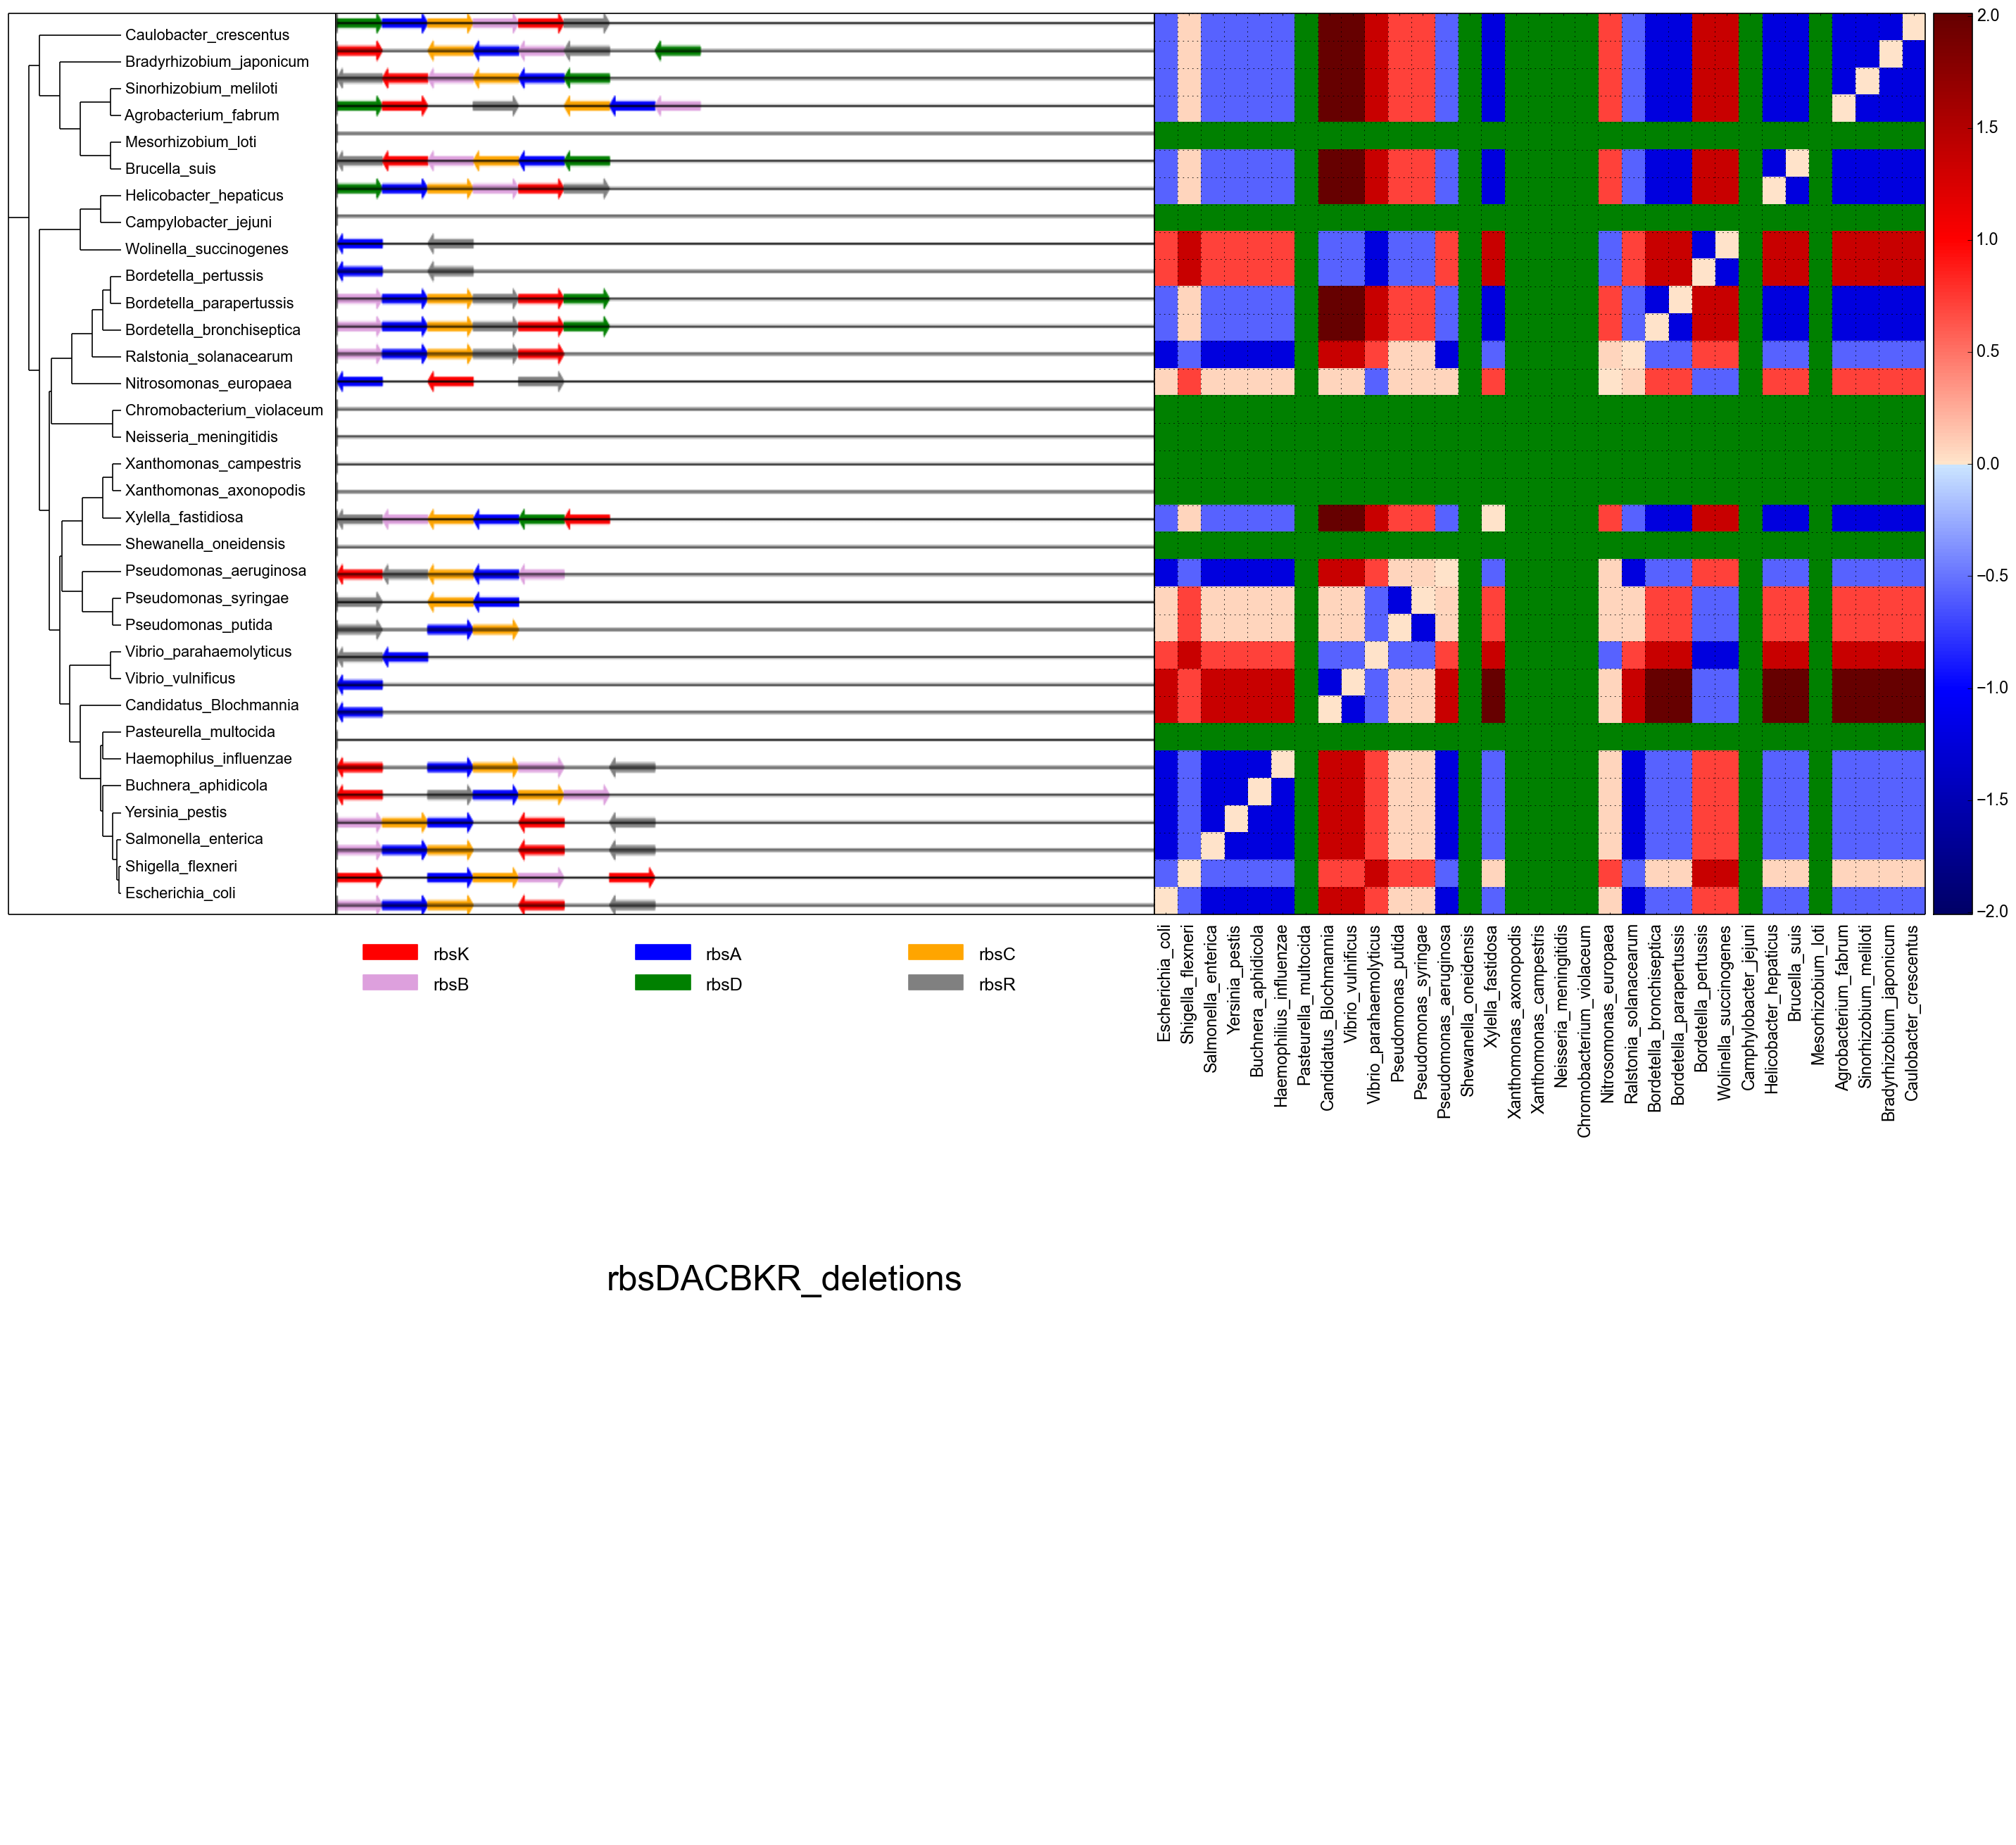 Caulobacter_crescentus
Bradyrhizobium_japonicum
Sinorhizobium_meliloti
Agrobacterium_fabrum
Mesorhizobium_loti
Brucella_suis
Helicobacter_hepaticus
Campylobacter_jejuni
Wolinella_succinogenes
Bordetella_pertussis
Bordetella_parapertussis
Bordetella_bronchiseptica
Ralstonia_solanacearum
Nitrosomonas_europaea
Chromobacterium_violaceum
Neisseria_meningitidis
Xanthomonas_campestris
Xanthomonas_axonopodis
Xylella_fastidiosa
Shewanella_oneidensis
Pseudomonas_aeruginosa
Pseudomonas_syringae
Pseudomonas_putida
Vibrio_parahaemolyticus
Vibrio_vulnificus
Candidatus_Blochmannia
Pasteurella_multocida
Haemophilus_influenzae
Buchnera_aphidicola
Yersinia_pestis
Salmonella_enterica
Shigella_flexneri
Escherichia_coli
2.0
1.5
1.0
0.5
0.0
−0.5
−1.0
−1.5
−2.0
rbsK rbsA rbsC
rbsB rbsD rbsR
Escherichia_coli
Shigella_flexneri
Salmonella_enterica
Yersinia_pestis
Buchnera_aphidicola
Haemophilius_influenzae
Pasteurella_multocida
Candidatus_Blochmannia
Vibrio_vulnificus
Vibrio_parahaemolyticus
Pseudomonas_putida
Pseudomonas_syringae
Pseudomonas_aeruginosa
Shewanella_oneidensis
Xylella_fastidiosa
Xanthomonas_axonopodis
Xanthomonas_campestris
Neisseria_meningitidis
Chromobacterium_violaceum
Nitrosomonas_europaea
Ralstonia_solanacearum
Bordetella_bronchiseptica
Bordetella_parapertussis
Bordetella_pertussis
Wolinella_succinogenes
Camphylobacter_jejuni
Helicobacter_hepaticus
Brucella_suis
Mesorhizobium_loti
Agrobacterium_fabrum
Sinorhizobium_meliloti
Bradyrhizobium_japonicum
Caulobacter_crescentus
rbsDACBKR_deletions